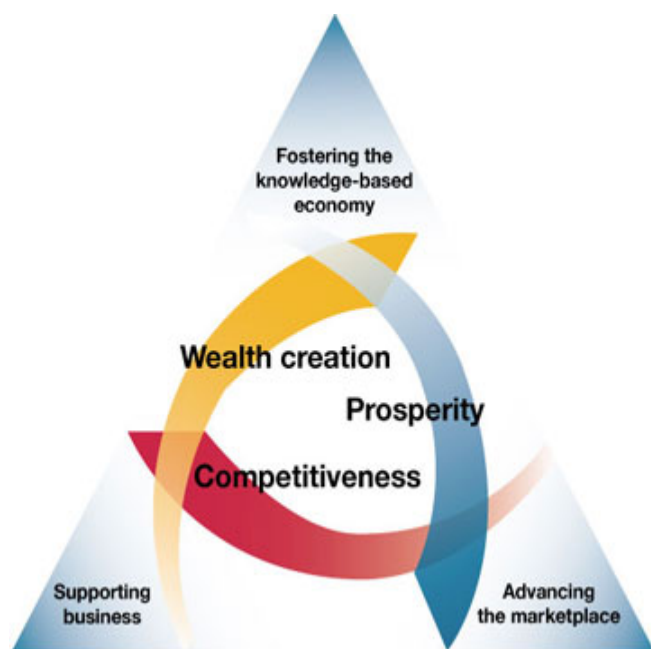 Fostering the
knowledge-based
economy
Wealth creation
Prosperity
Competitiveness
Supporting
business
Advancing
the marketplace